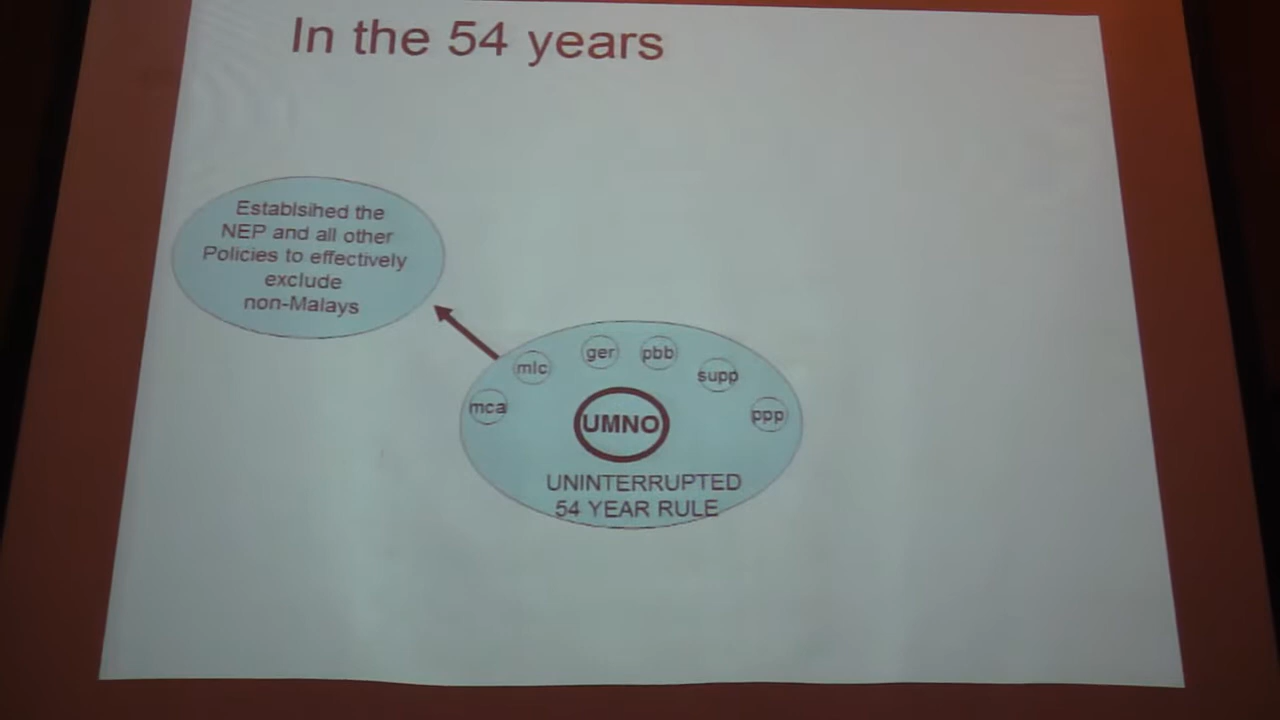 In the 54 years
Establsihed the
NEP and all other
Policies to effectively
exclude
non-Malays
mca
mlc
ger
pbb
supp
ppp
UMNO
UNINTERRUPTED
54 YEAR RULE